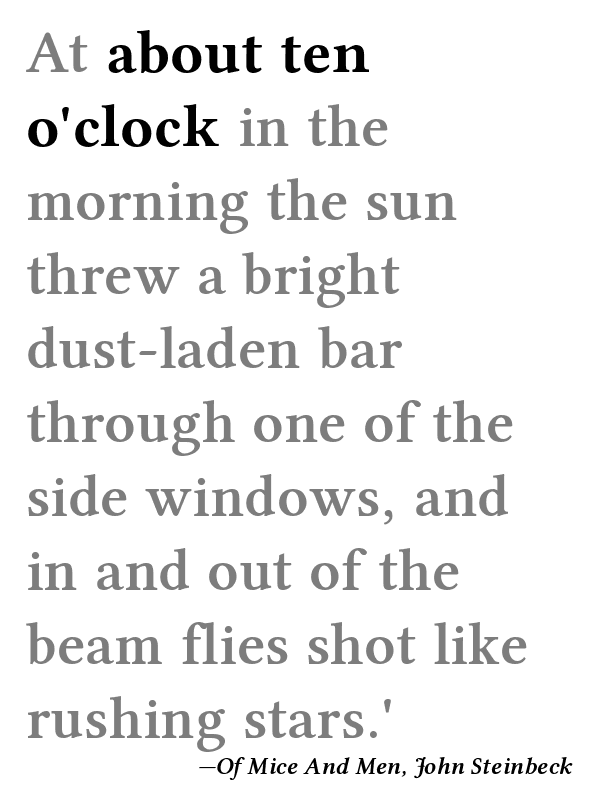 At about ten
o'clock in the
morning the sun
threw a bright
dust-laden bar
through one of the
side windows, and
in and out of the
beam flies shot like
rushing stars.'
—Of Mice And Men, John Steinbeck